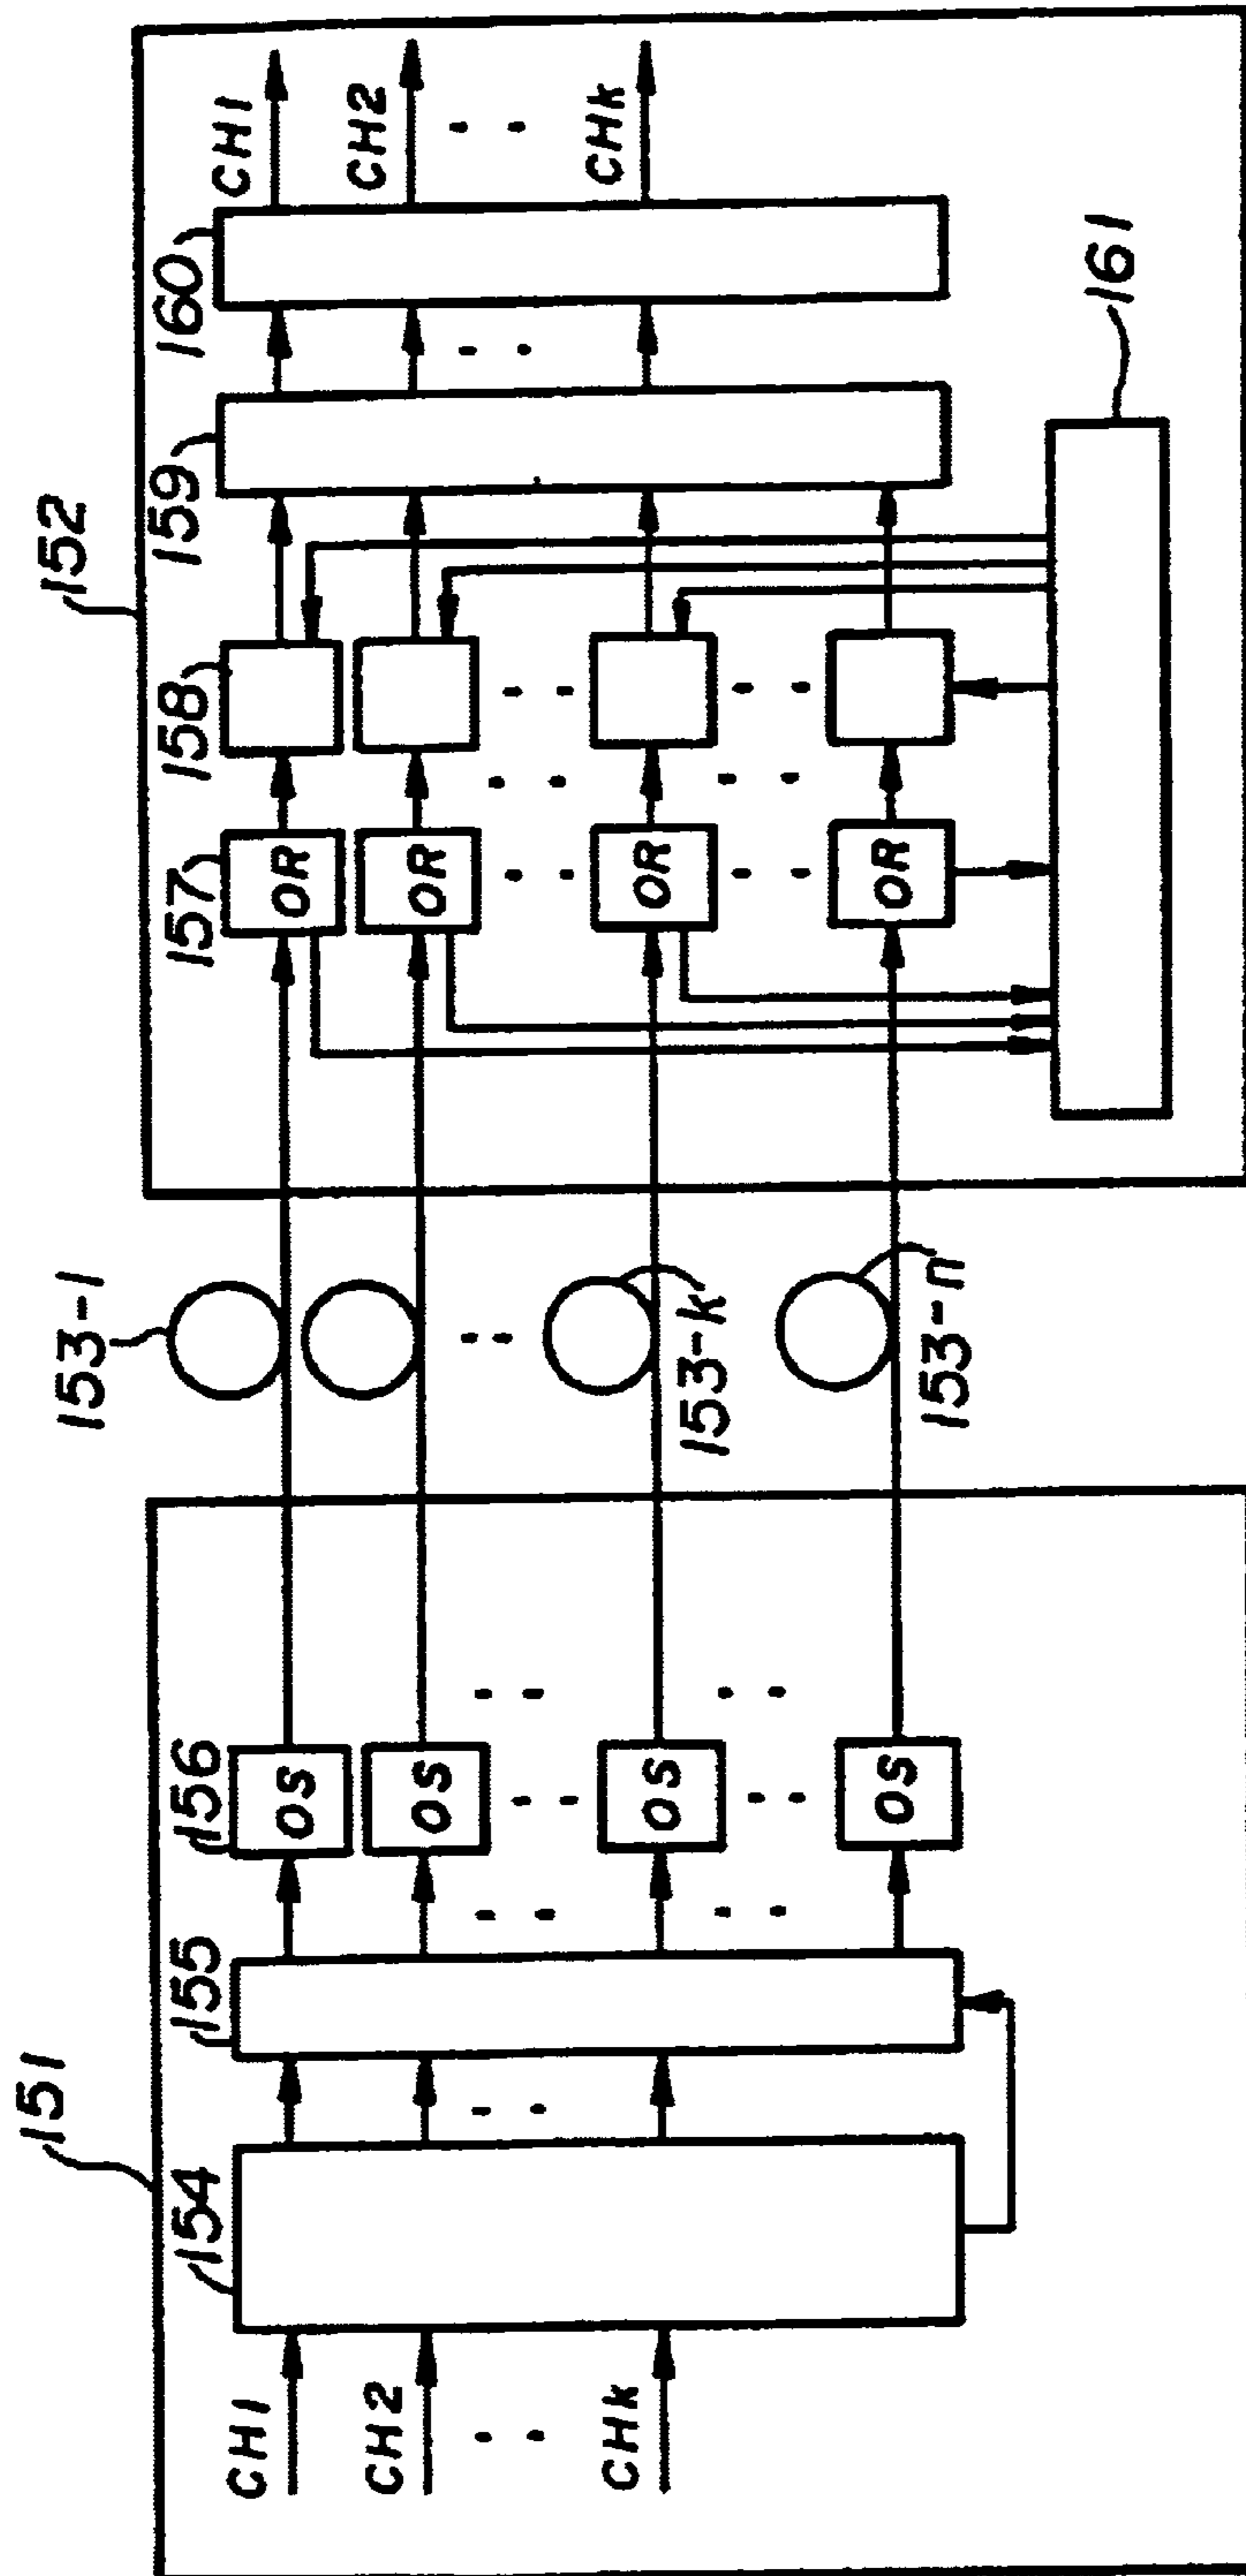 151
152
154
155
156
153-1
157
158
159
160
CH1
OS
OR
CH1
CH2
OS
OR
CH2
CHk
OS
153-k
OR
CHk
OS
153-n
OR
161